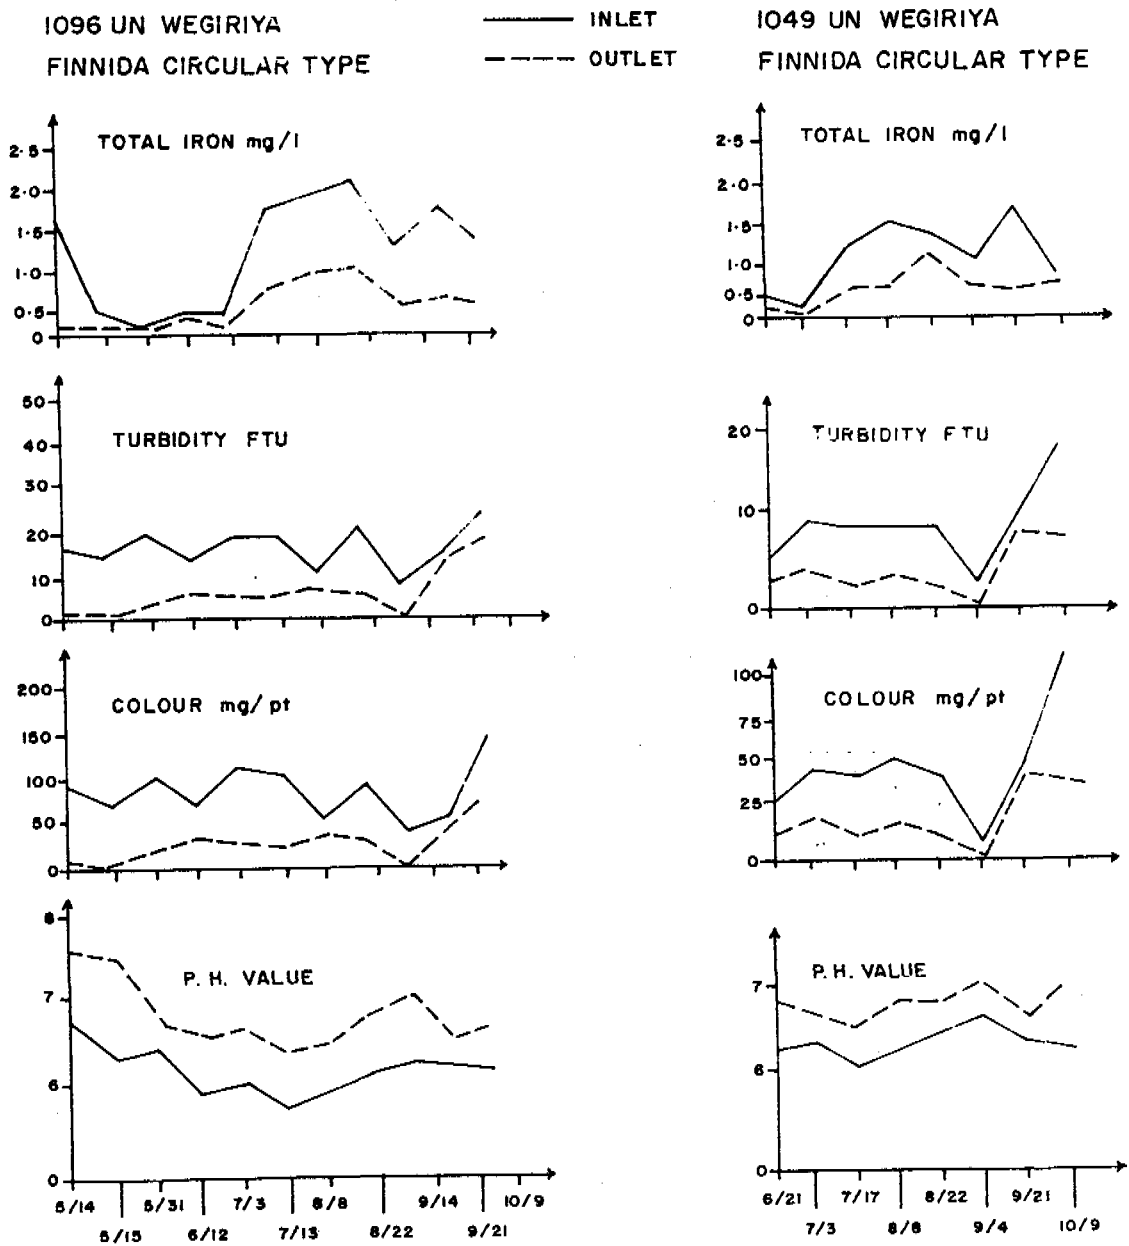 1096 UN WEGIRIYA
FINNIDA CIRCULAR TYPE
INLET
OUTLET
1049 UN WEGIRIYA
FINNIDA CIRCULAR TYPE
TOTAL IRON mg/l
2.5
2.0
1.5
1.0
0.5
0
TOTAL IRON mg/l
2.5
2.0
1.5
1.0
0.5
0
TURBIDITY FTU
50
40
30
20
10
0
TURBIDITY FTU
20
10
0
COLOUR mg/pt
200
150
100
50
0
COLOUR mg/pt
100
75
50
25
0
P.H. VALUE
8
7
6
0
5/14 5/31 7/3 8/8 9/14 10/9
5/15 6/12 7/13 8/22 9/21
P.H. VALUE
7
6
0
6/21 7/17 8/22 9/21
7/3 8/8 9/4 10/9